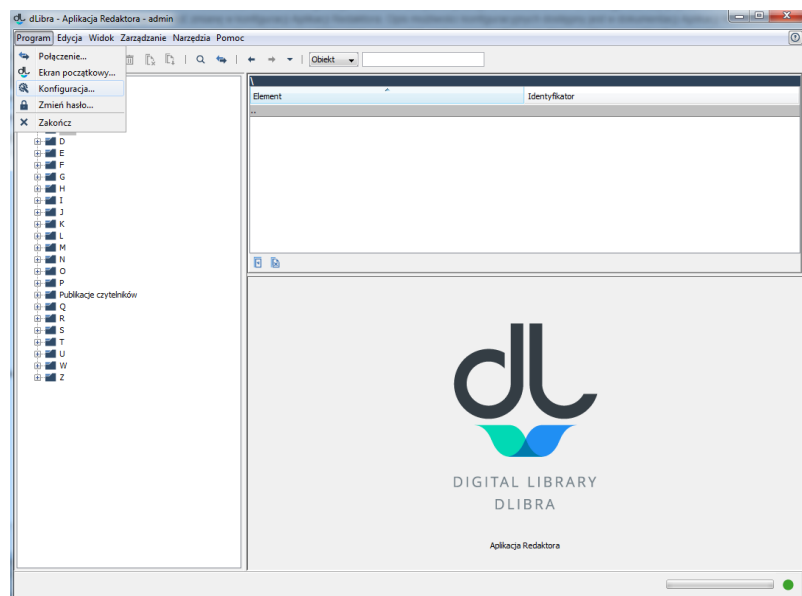 dLibra - Aplikacja Redaktora - admin
Program Edycja Widok Zarządzanie Narzędzia Pomoc
Połączenie...
Obiekt
Ekran początkowy...
Konfiguracja...
Zmień hasło...
Zakończ
Element Identyfikator
..
D
E
F
G
H
I
J
K
L
M
N
O
P
Publikacje czytelników
Q
R
S
T
U
W
Z
dL
DIGITAL LIBRARY
DLIBRA
Aplikacja Redaktora